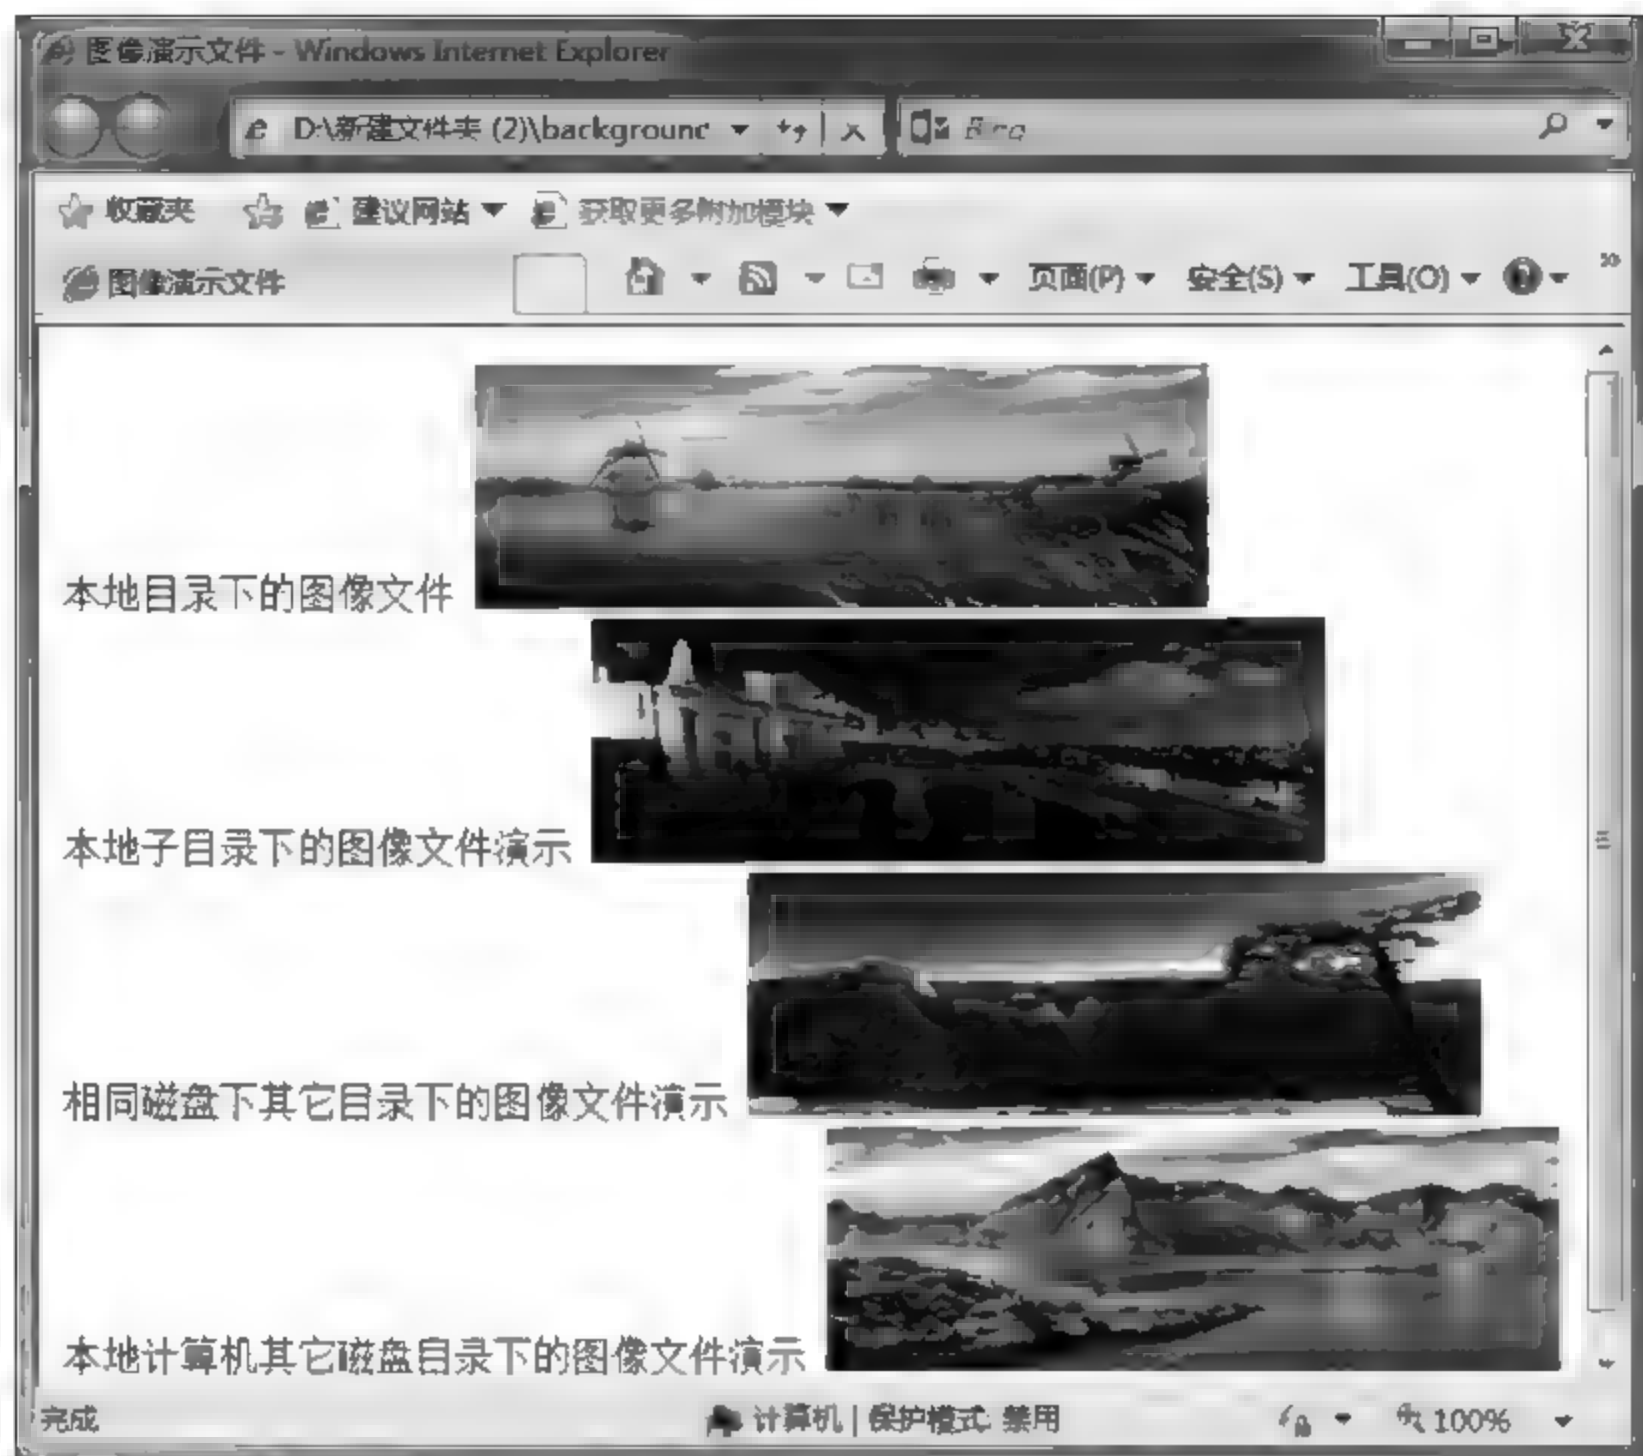 图像演示文件 - Windows Internet Explorer
D:\新建文件夹 (2)\background
Bing
收藏夹 建议网站 获取更多附加模块
图像演示文件 页面(P) 安全(S) 工具(O)
本地目录下的图像文件
本地子目录下的图像文件演示
相同磁盘下其它目录下的图像文件演示
本地计算机其它磁盘目录下的图像文件演示
完成 计算机 | 保护模式: 禁用 100%